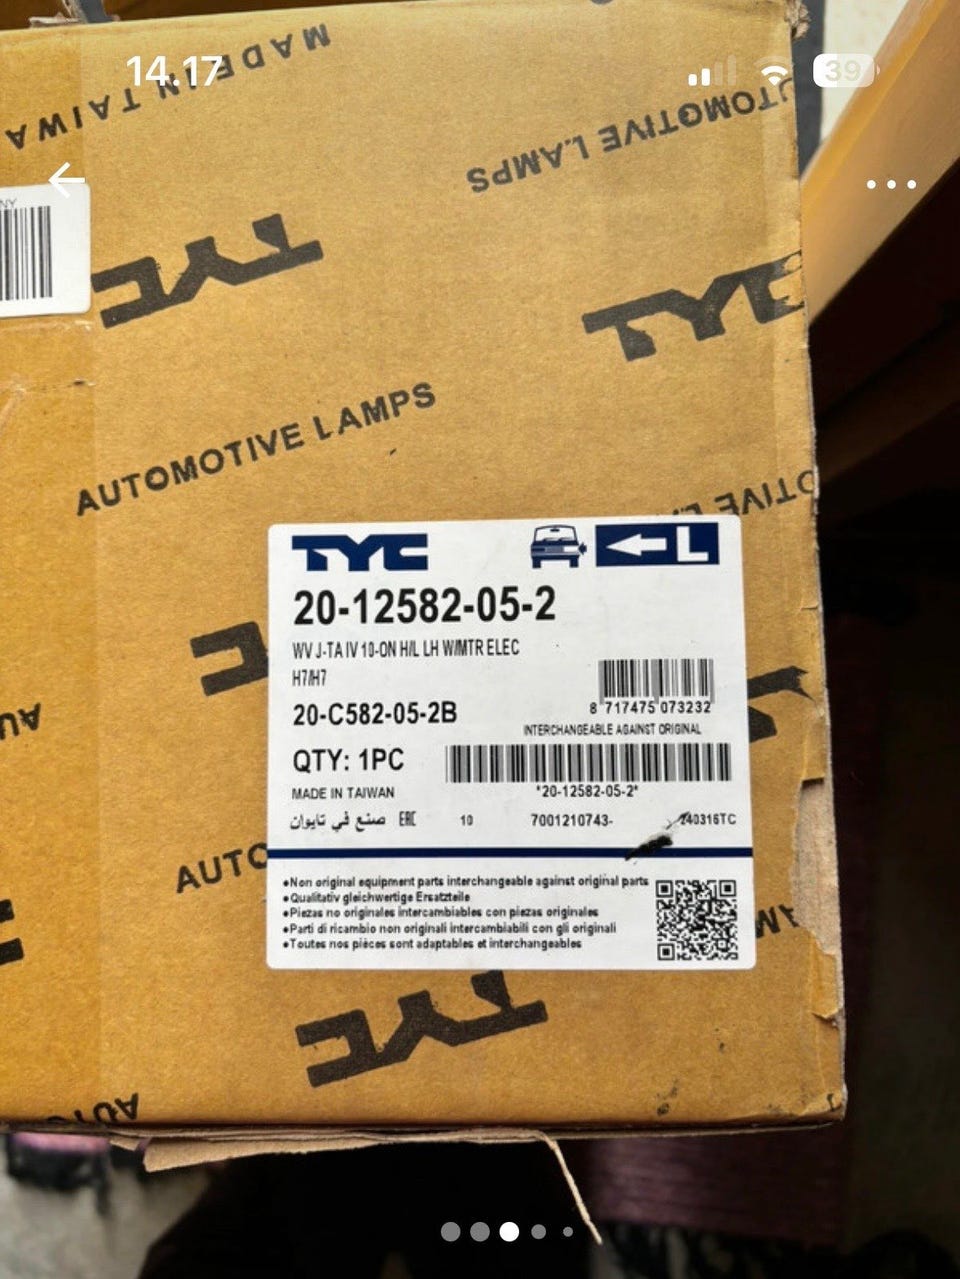 14.17
39
MADE IN TAIWA
AUTOMOTIVE LAMPS
NY
TYC
TYC
AUTOMOTIVE LAMPS
TYC
L
20-12582-05-2
WV J-TA IV 10-ON H/L LH W/MTR ELEC
H7/H7
20-C582-05-2B
8 717475 073232
INTERCHANGEABLE AGAINST ORIGINAL
QTY: 1PC
*20-12582-05-2*
MADE IN TAIWAN
صنع في تايوان EAC 10 7001210743- 240316TC
AUTO
•Non original equipment parts interchangeable against original parts
•Qualitativ gleichwertige Ersatzteile
•Piezas no originales intercambiables con piezas originales
•Parti di ricambio non originali intercambiabili con gli originali
•Toutes nos pièces sont adaptables et interchangeables
TYC
AUTO